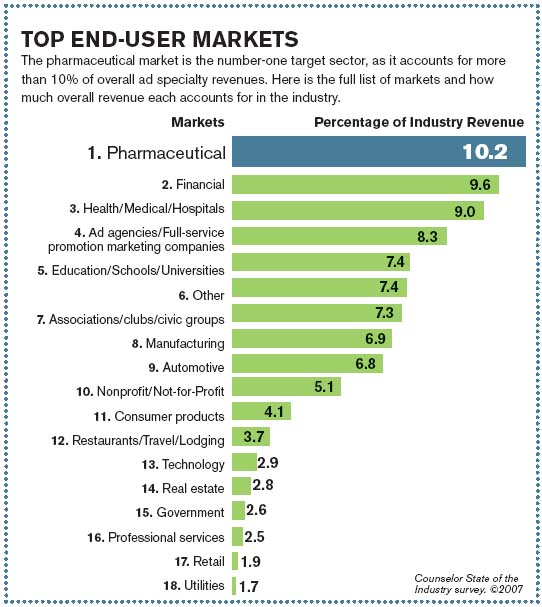 TOP END-USER MARKETS
The pharmaceutical market is the number-one target sector, as it accounts for more
than 10% of overall ad specialty revenues. Here is the full list of markets and how
much overall revenue each accounts for in the industry.
Markets Percentage of Industry Revenue
1. Pharmaceutical 10.2
2. Financial 9.6
3. Health/Medical/Hospitals 9.0
4. Ad agencies/Full-service
promotion marketing companies 8.3
5. Education/Schools/Universities 7.4
6. Other 7.4
7. Associations/clubs/civic groups 7.3
8. Manufacturing 6.9
9. Automotive 6.8
10. Nonprofit/Not-for-Profit 5.1
11. Consumer products 4.1
12. Restaurants/Travel/Lodging 3.7
13. Technology 2.9
14. Real estate 2.8
15. Government 2.6
16. Professional services 2.5
17. Retail 1.9
18. Utilities 1.7
Counselor State of the
Industry survey. ©2007